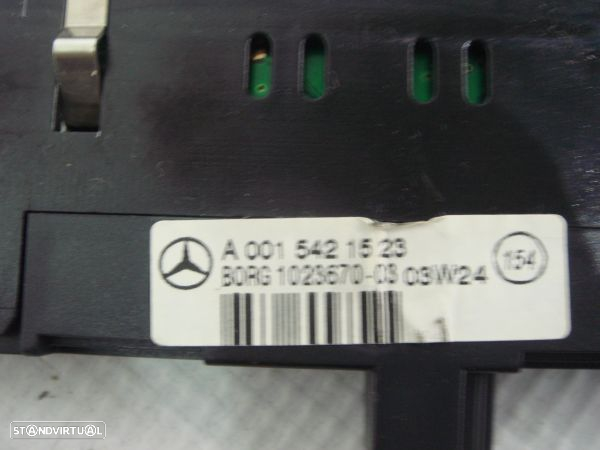 A 001 542 15 23
BORG 1023670-03 03W24
154
STANDVIRTUAL